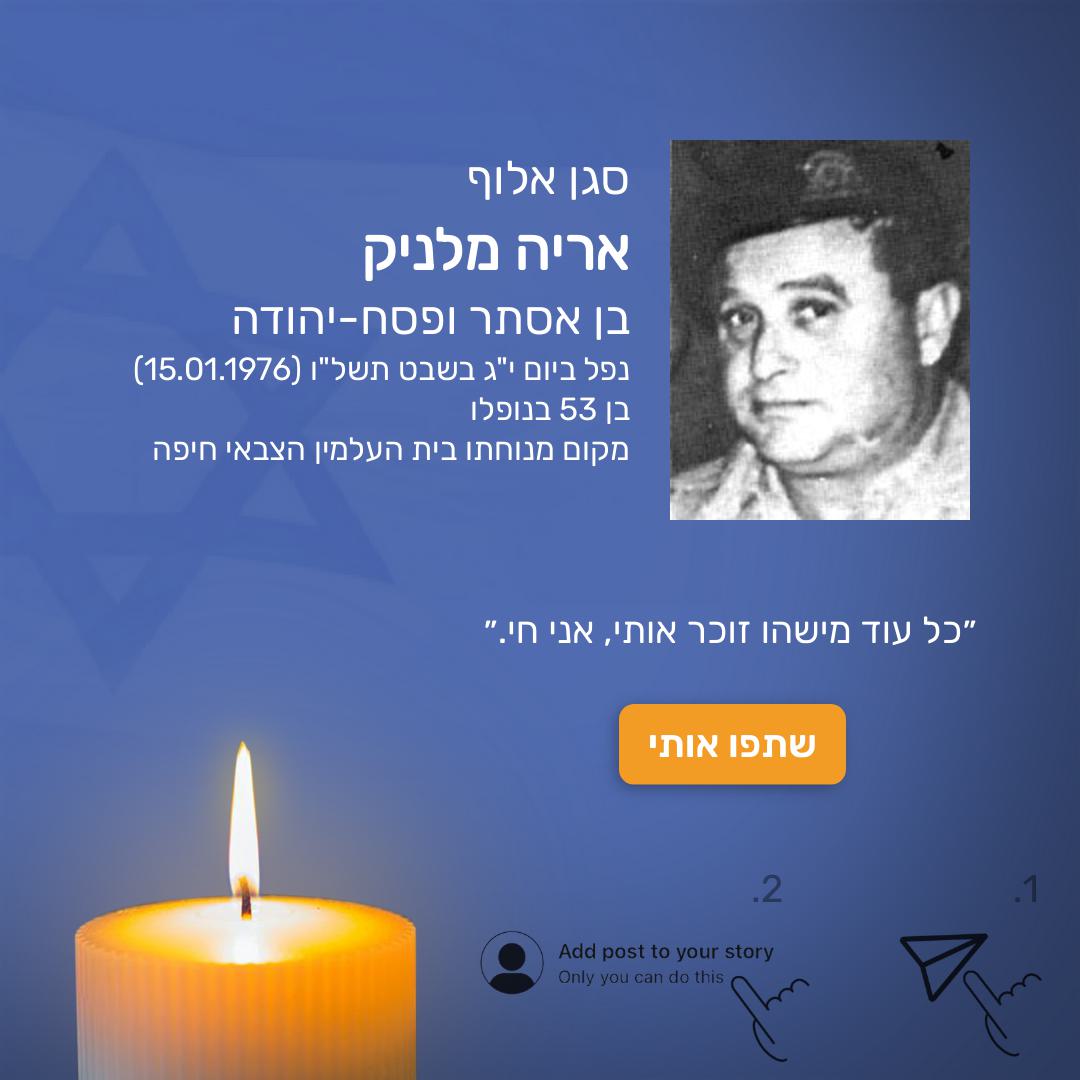 סגן אלוף
אריה מלניק
בן אסתר ופסח-יהודה
נפל ביום י"ג בשבט תשל"ו (15.01.1976)
בן 53 בנופלו
מקום מנוחתו בית העלמין הצבאי חיפה
״כל עוד מישהו זוכר אותי, אני חי.״
שתפו אותי
.1
.2
Add post to your story
Only you can do this